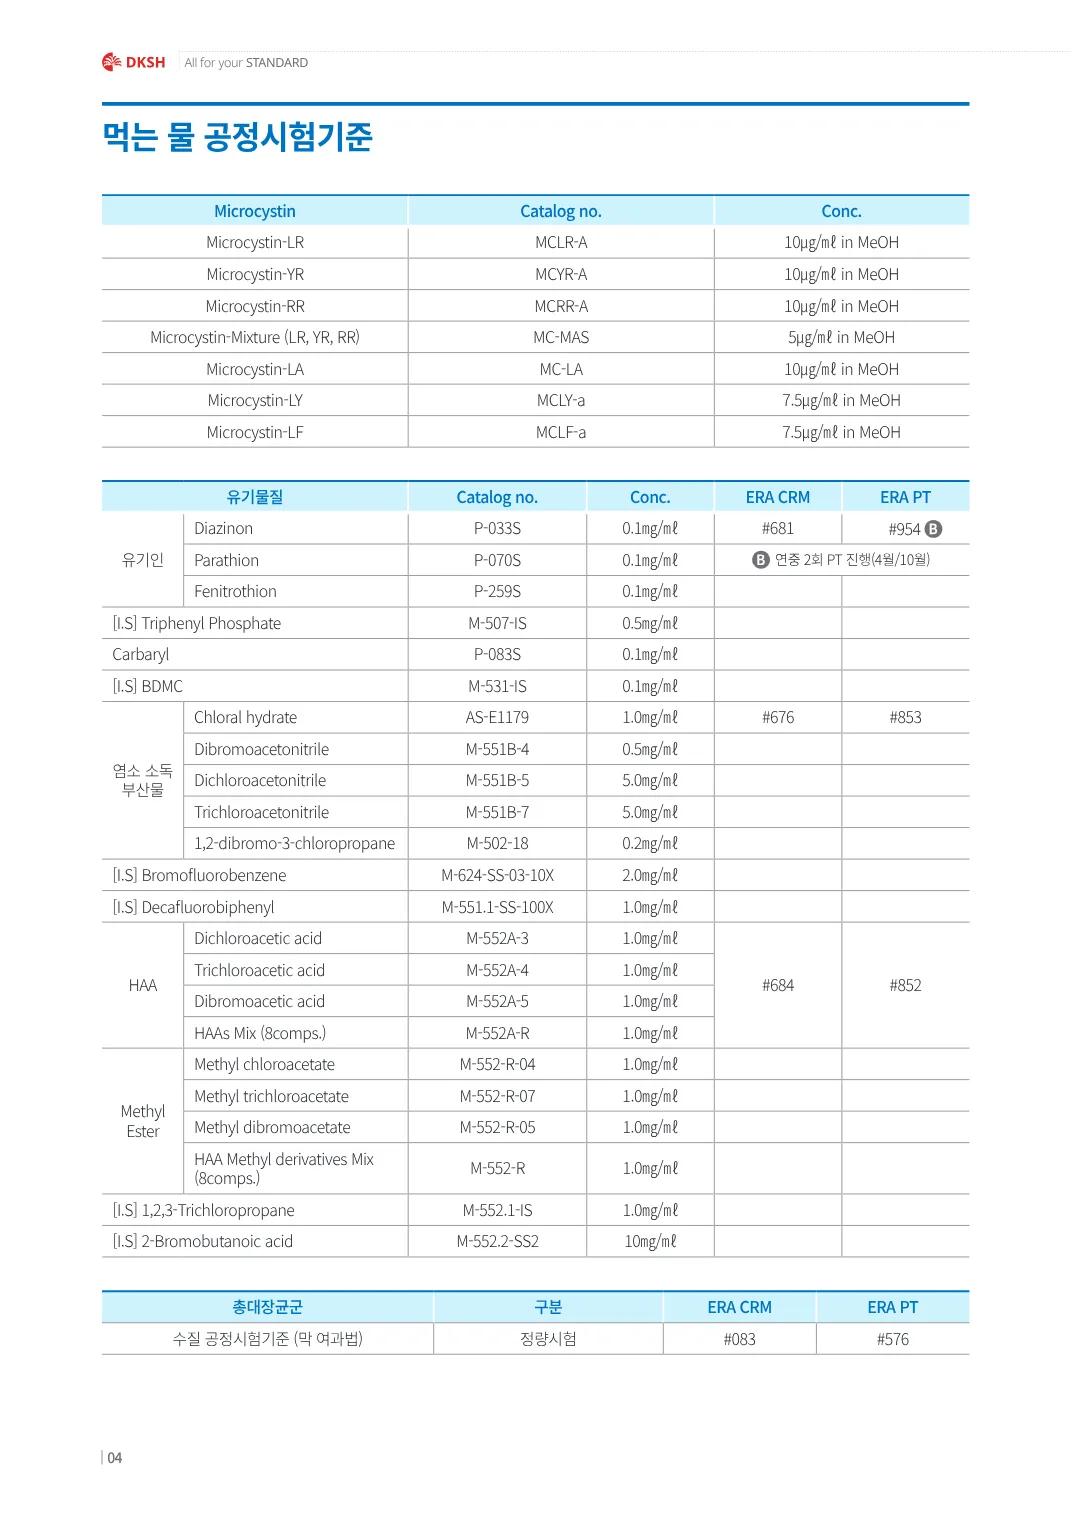 DKSH All for your STANDARD
먹는 물 공정시험기준
Microcystin Catalog no. Conc.
Microcystin-LR MCLR-A 10μg/㎖ in MeOH
Microcystin-YR MCYR-A 10μg/㎖ in MeOH
Microcystin-RR MCRR-A 10μg/㎖ in MeOH
Microcystin-Mixture (LR, YR, RR) MC-MAS 5μg/㎖ in MeOH
Microcystin-LA MC-LA 10μg/㎖ in MeOH
Microcystin-LY MCLY-a 7.5μg/㎖ in MeOH
Microcystin-LF MCLF-a 7.5μg/㎖ in MeOH
유기물질 Catalog no. Conc. ERA CRM ERA PT
유기인
Diazinon P-033S 0.1㎎/㎖ #681 #954 B
Parathion P-070S 0.1㎎/㎖ B 연중 2회 PT 진행(4월/10월)
Fenitrothion P-259S 0.1㎎/㎖
[I.S] Triphenyl Phosphate M-507-IS 0.5㎎/㎖
Carbaryl P-083S 0.1㎎/㎖
[I.S] BDMC M-531-IS 0.1㎎/㎖
염소 소독
부산물
Chloral hydrate AS-E1179 1.0㎎/㎖ #676 #853
Dibromoacetonitrile M-551B-4 0.5㎎/㎖
Dichloroacetonitrile M-551B-5 5.0㎎/㎖
Trichloroacetonitrile M-551B-7 5.0㎎/㎖
1,2-dibromo-3-chloropropane M-502-18 0.2㎎/㎖
[I.S] Bromofluorobenzene M-624-SS-03-10X 2.0㎎/㎖
[I.S] Decafluorobiphenyl M-551.1-SS-100X 1.0㎎/㎖
HAA
Dichloroacetic acid M-552A-3 1.0㎎/㎖
Trichloroacetic acid M-552A-4 1.0㎎/㎖
Dibromoacetic acid M-552A-5 1.0㎎/㎖
HAAs Mix (8comps.) M-552A-R 1.0㎎/㎖
#684 #852
Methyl
Ester
Methyl chloroacetate M-552-R-04 1.0㎎/㎖
Methyl trichloroacetate M-552-R-07 1.0㎎/㎖
Methyl dibromoacetate M-552-R-05 1.0㎎/㎖
HAA Methyl derivatives Mix
(8comps.) M-552-R 1.0㎎/㎖
[I.S] 1,2,3-Trichloropropane M-552.1-IS 1.0㎎/㎖
[I.S] 2-Bromobutanoic acid M-552.2-SS2 10㎎/㎖
총대장균군 구분 ERA CRM ERA PT
수질 공정시험기준 (막 여과법) 정량시험 #083 #576
04